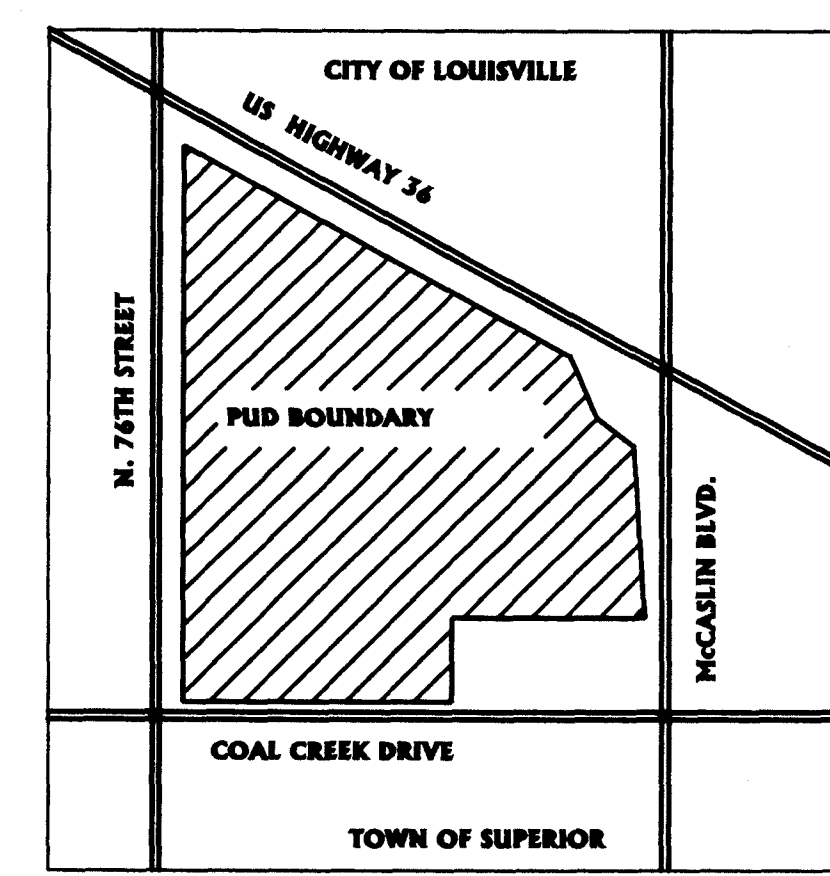 CITY OF LOUISVILLE
US HIGHWAY 36
N. 76TH STREET
PUD BOUNDARY
McCASLIN BLVD.
COAL CREEK DRIVE
TOWN OF SUPERIOR